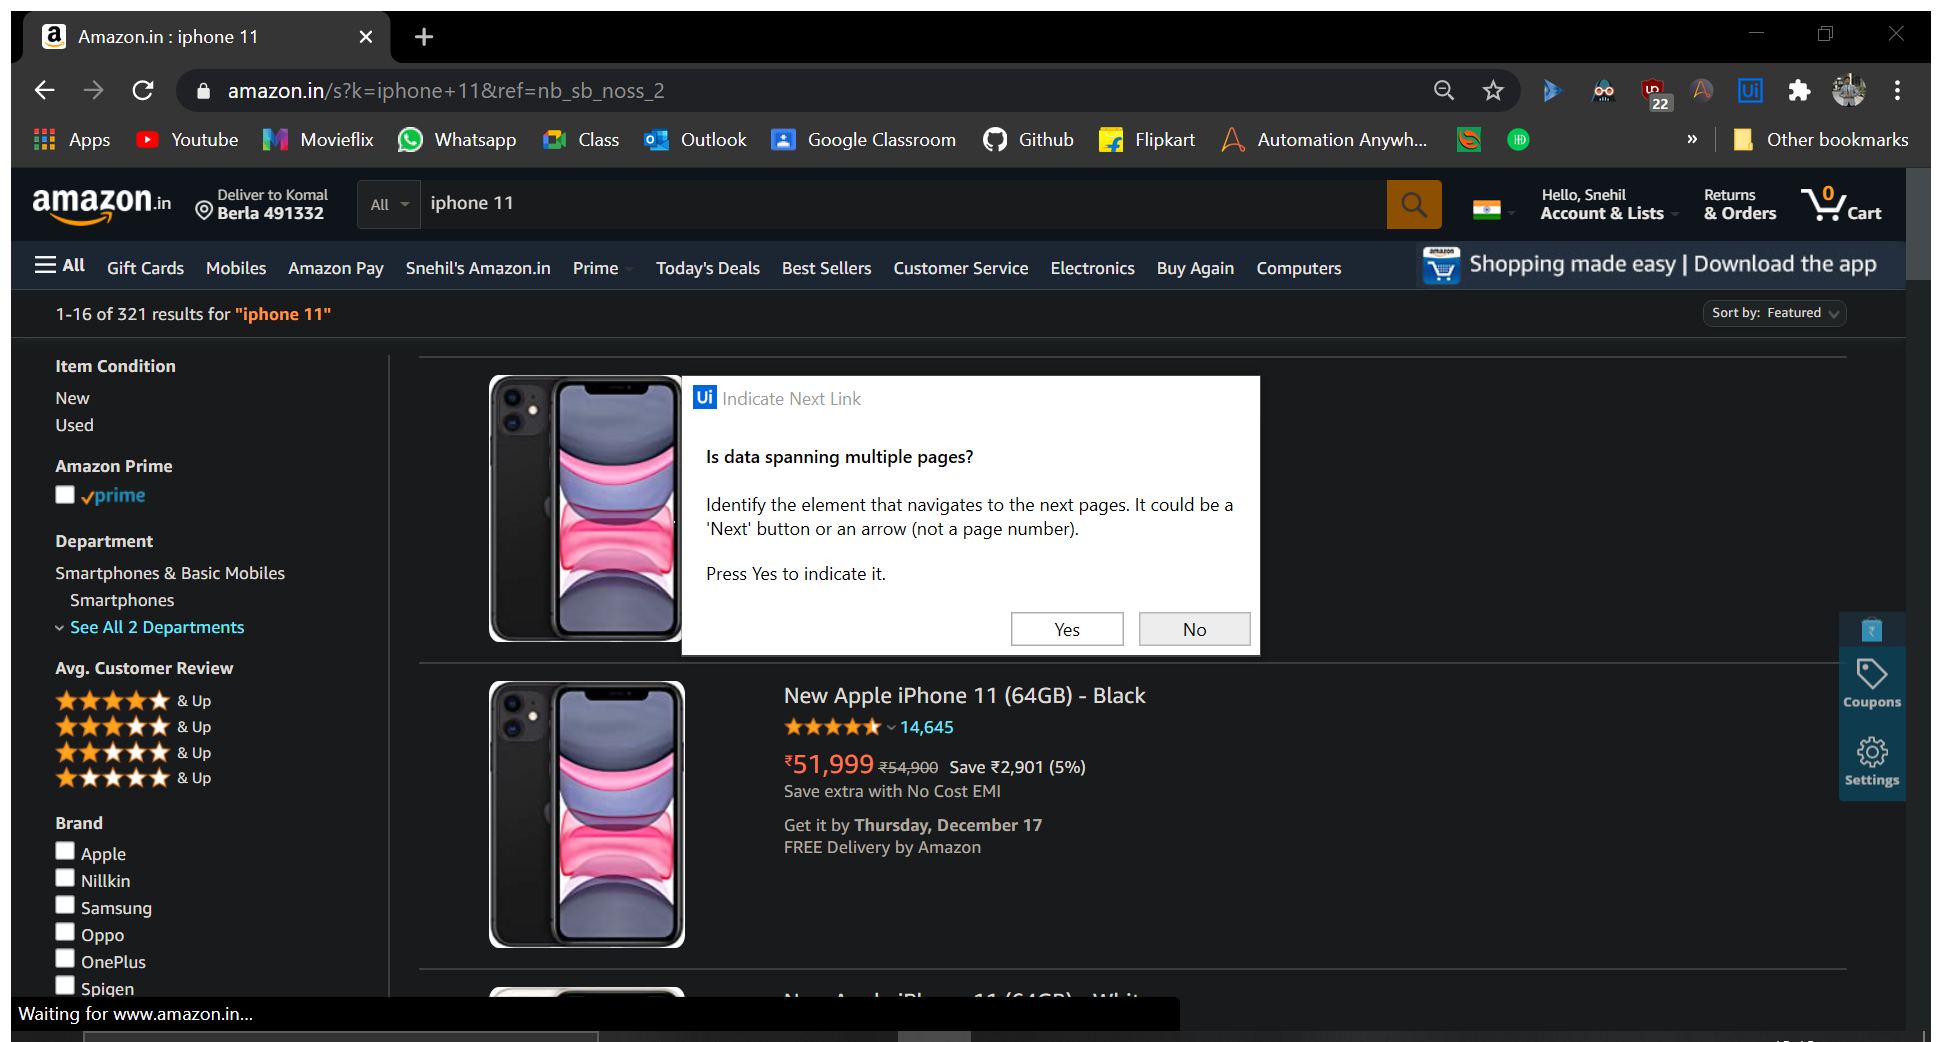 Amazon.in : iphone 11
amazon.in/s?k=iphone+11&ref=nb_sb_noss_2
22
Ui
Apps Youtube Movieflix Whatsapp Class Outlook Google Classroom Github Flipkart Automation Anywh... » Other bookmarks
amazon.in
Deliver to Komal
Berla 491332
All
iphone 11
Hello, Snehil
Account & Lists
Returns
& Orders
0
Cart
All Gift Cards Mobiles Amazon Pay Snehil's Amazon.in Prime Today's Deals Best Sellers Customer Service Electronics Buy Again Computers
amazon
Shopping made easy | Download the app
1-16 of 321 results for "iphone 11"
Sort by: Featured
Item Condition
New
Used
Amazon Prime
prime
Department
Smartphones & Basic Mobiles
Smartphones
See All 2 Departments
Avg. Customer Review
& Up
& Up
& Up
& Up
Brand
Apple
Nillkin
Samsung
Oppo
OnePlus
Spigen
Ui Indicate Next Link
Is data spanning multiple pages?
Identify the element that navigates to the next pages. It could be a
'Next' button or an arrow (not a page number).
Press Yes to indicate it.
Yes No
New Apple iPhone 11 (64GB) - Black
14,645
₹51,999 ₹54,900 Save ₹2,901 (5%)
Save extra with No Cost EMI
Get it by Thursday, December 17
FREE Delivery by Amazon
New Apple iPhone 11 (64GB) - White
₹
Coupons
Settings
Waiting for www.amazon.in...